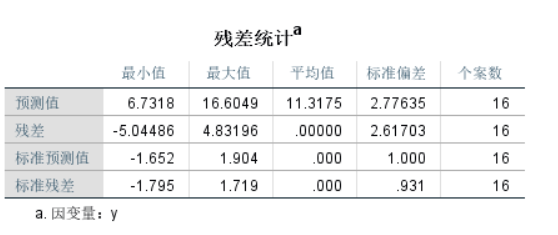 残差统计a
最小值 最大值 平均值 标准偏差 个案数
预测值 6.7318 16.6049 11.3175 2.77635 16
残差 -5.04486 4.83196 .00000 2.61703 16
标准预测值 -1.652 1.904 .000 1.000 16
标准残差 -1.795 1.719 .000 .931 16
a. 因变量：y